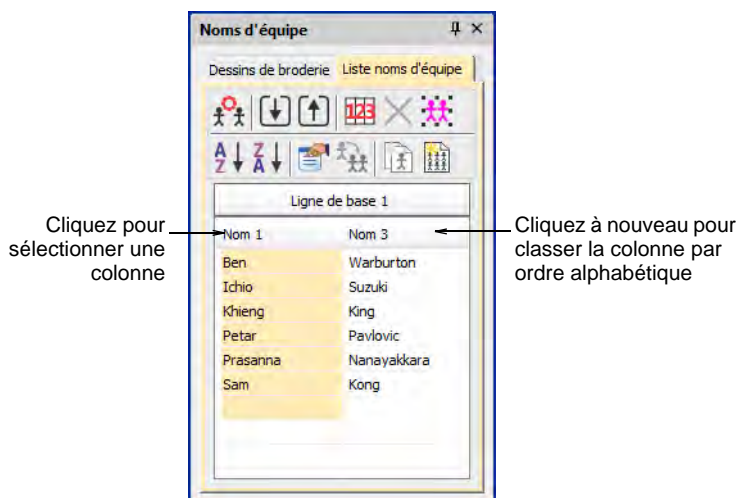 Noms d'équipe
Dessins de broderie Liste noms d'équipe
123
A Z Z A
Ligne de base 1
Cliquez pour
sélectionner une
colonne
Nom 1 Nom 3
Ben Warburton
Ichio Suzuki
Khieng King
Petar Pavlovic
Prasanna Nanayakkara
Sam Kong
Cliquez à nouveau pour
classer la colonne par
ordre alphabétique